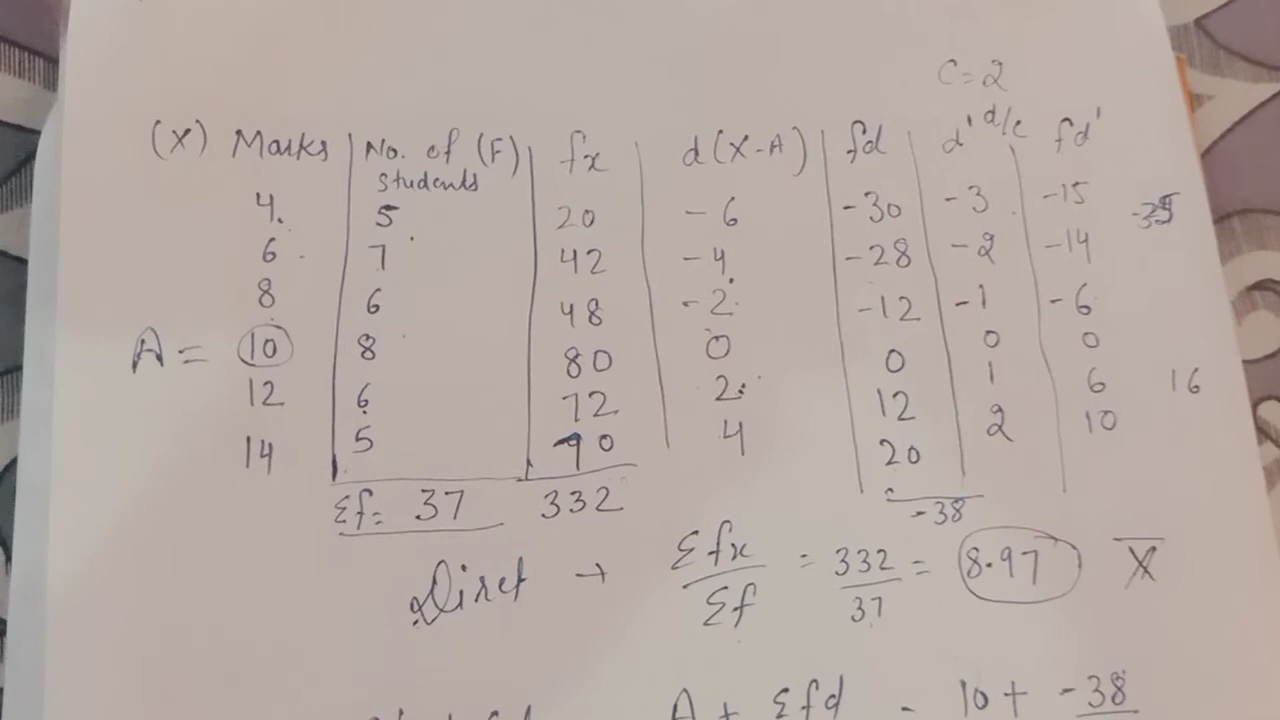 C=2
(X) Marks No. of (F) fx d(X-A) fd d' d/c fd'
students
4. 5 20 -6 -30 -3 -15
6 7 42 -4 -28 -2 -14
8 6 48 -2 -12 -1 -6
A= 10 8 80 0 0 0 0
12 6 72 2 12 1 6 16
14 5 90 4 20 2 10
Σf= 37 332 -38
Diret → Σfx/Σf = 332/37 = 8.97 X̅
A + Σfd = 10 + -38